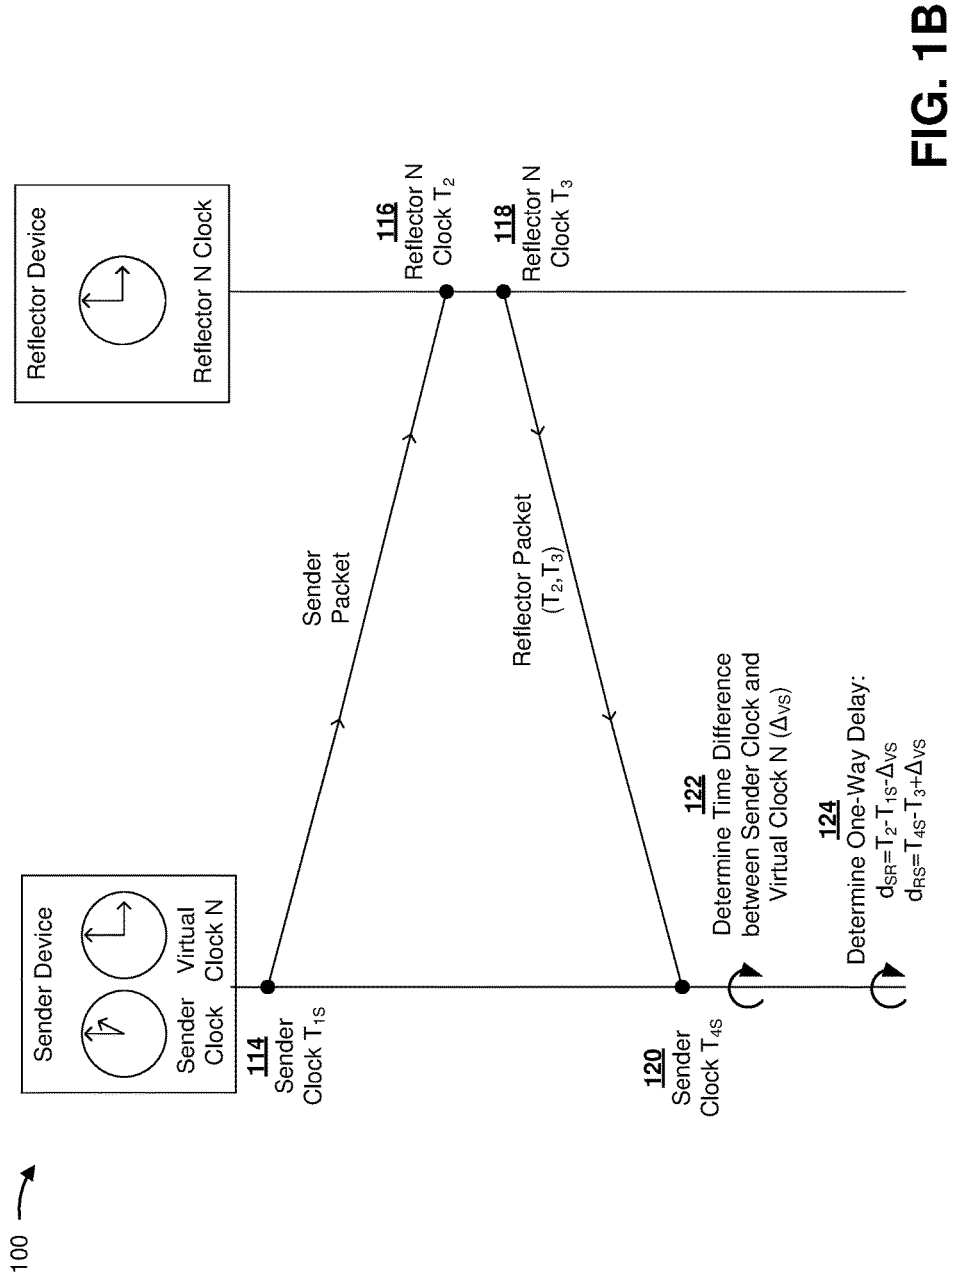 100
Sender Device
Sender
Clock
Virtual
Clock N
Reflector Device
Reflector N Clock
114
Sender
Clock T1S
Sender
Packet
116
Reflector N
Clock T2
118
Reflector N
Clock T3
Reflector Packet
(T2,T3)
120
Sender
Clock T4S
122
Determine Time Difference
between Sender Clock and
Virtual Clock N (ΔVS)
124
Determine One-Way Delay:
dSR=T2-T1S-ΔVS
dRS=T4S-T3+ΔVS
FIG. 1B